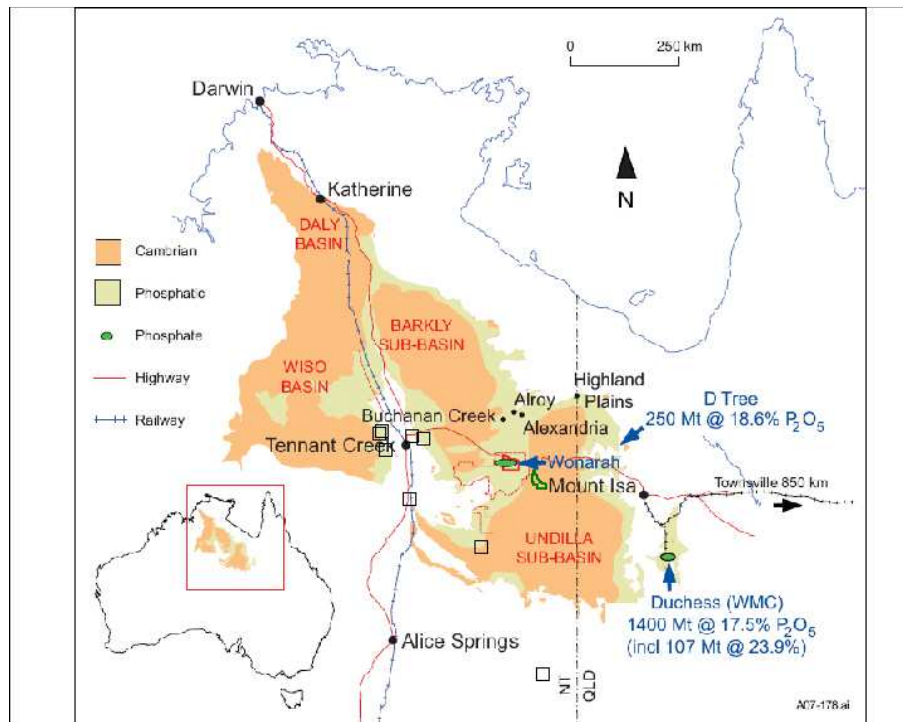 0 250 km
Darwin
N
Katherine
DALY
BASIN
Cambrian
Phosphatic
Phosphate
Highway
Railway
BARKLY
SUB-BASIN
WISO
BASIN
Highland
Plains
Alroy
Buchanan Creek
Alexandria
D Tree
250 Mt @ 18.6% P₂O₅
Tennant Creek
Wonarah
Mount Isa
Townsville 850 km
UNDILLA
SUB-BASIN
Duchess (WMC)
1400 Mt @ 17.5% P₂O₅
(incl 107 Mt @ 23.9%)
Alice Springs
NT
QLD
A07-178.ai